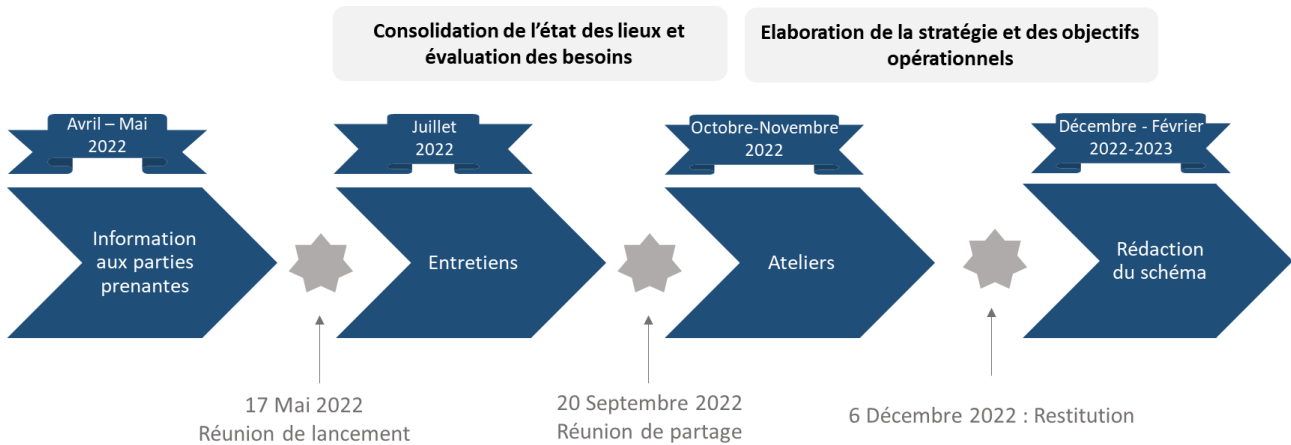 Consolidation de l'état des lieux et
évaluation des besoins
Elaboration de la stratégie et des objectifs
opérationnels
Avril – Mai
2022
Juillet
2022
Octobre-Novembre
2022
Décembre - Février
2022-2023
Information
aux parties
prenantes
Entretiens
Ateliers
Rédaction
du schéma
17 Mai 2022
Réunion de lancement
20 Septembre 2022
Réunion de partage
6 Décembre 2022 : Restitution